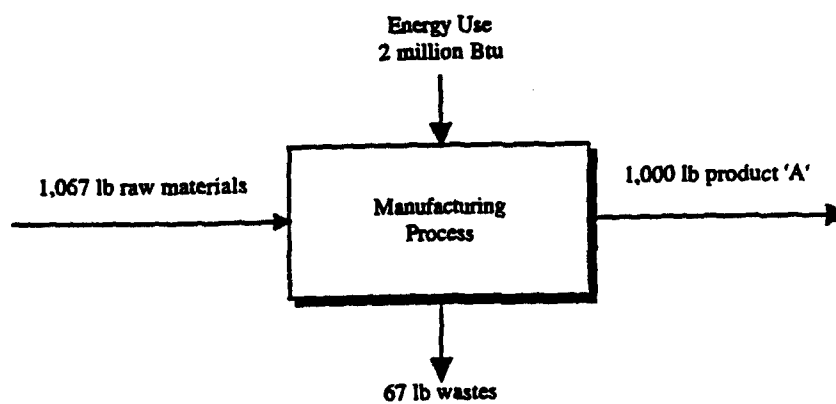 Energy Use
2 million Btu
1,067 lb raw materials
1,000 lb product 'A'
Manufacturing
Process
67 lb wastes